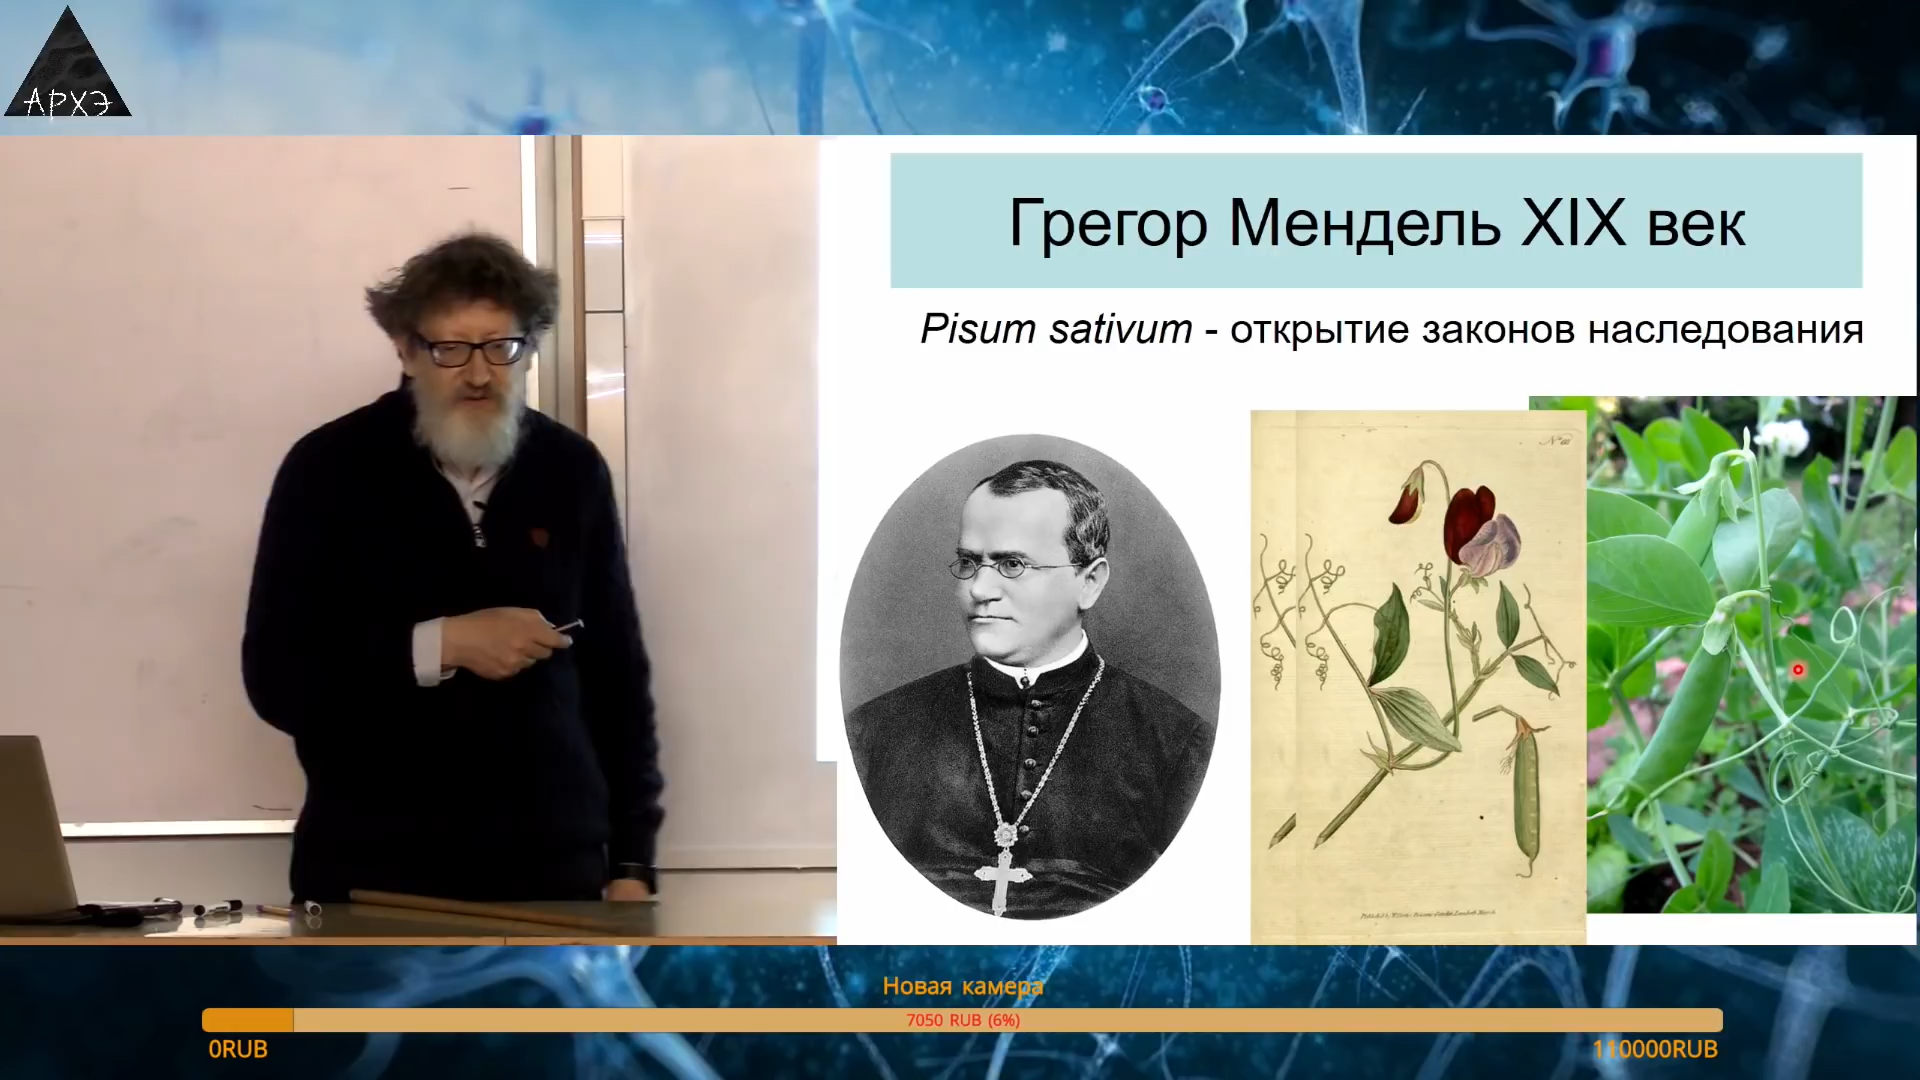 АРХЭ
Грегор Мендель XIX век
Pisum sativum - открытие законов наследования
Новая камера
7050 RUB (6%)
0RUB
110000RUB